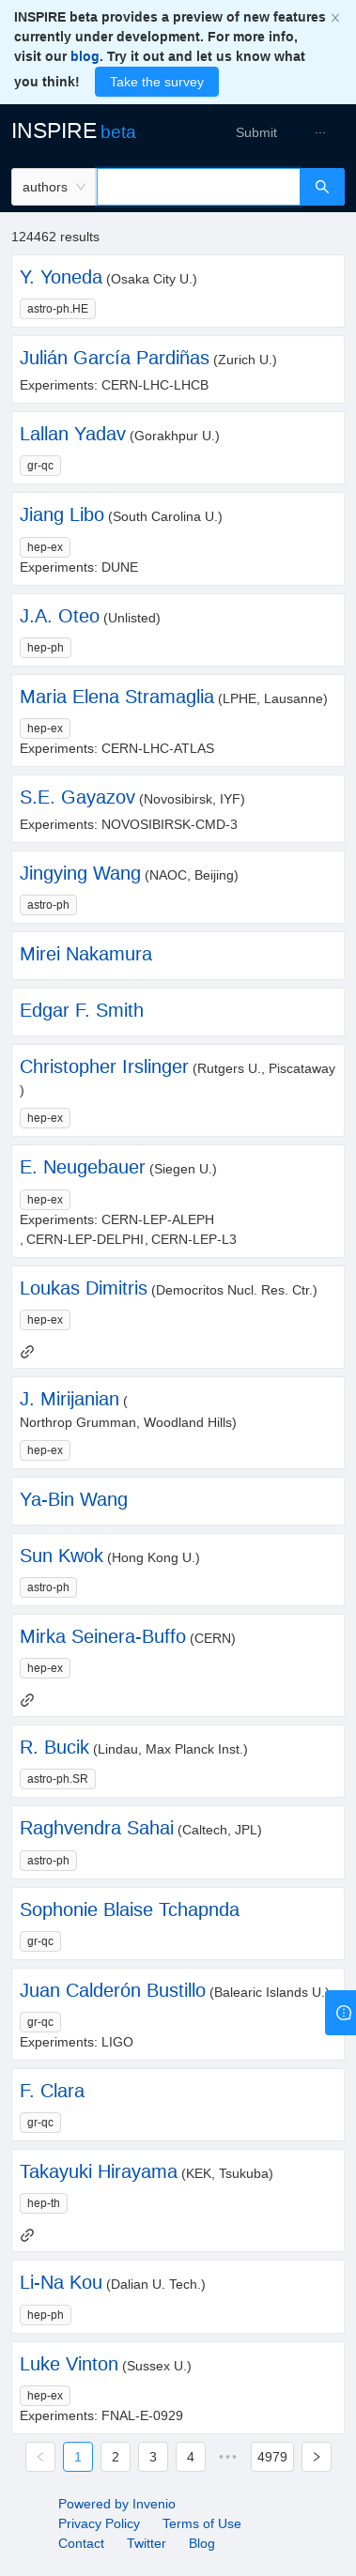 INSPIRE beta provides a preview of new features
currently under development. For more info,
visit our blog. Try it out and let us know what
you think! Take the survey
INSPIRE beta
Submit ···
authors
124462 results
Y. Yoneda (Osaka City U.)
astro-ph.HE
Julián García Pardiñas (Zurich U.)
Experiments: CERN-LHC-LHCB
Lallan Yadav (Gorakhpur U.)
gr-qc
Jiang Libo (South Carolina U.)
hep-ex
Experiments: DUNE
J.A. Oteo (Unlisted)
hep-ph
Maria Elena Stramaglia (LPHE, Lausanne)
hep-ex
Experiments: CERN-LHC-ATLAS
S.E. Gayazov (Novosibirsk, IYF)
Experiments: NOVOSIBIRSK-CMD-3
Jingying Wang (NAOC, Beijing)
astro-ph
Mirei Nakamura
Edgar F. Smith
Christopher Irslinger (Rutgers U., Piscataway
)
hep-ex
E. Neugebauer (Siegen U.)
hep-ex
Experiments: CERN-LEP-ALEPH
, CERN-LEP-DELPHI, CERN-LEP-L3
Loukas Dimitris (Democritos Nucl. Res. Ctr.)
hep-ex
J. Mirijanian (
Northrop Grumman, Woodland Hills)
hep-ex
Ya-Bin Wang
Sun Kwok (Hong Kong U.)
astro-ph
Mirka Seinera-Buffo (CERN)
hep-ex
R. Bucik (Lindau, Max Planck Inst.)
astro-ph.SR
Raghvendra Sahai (Caltech, JPL)
astro-ph
Sophonie Blaise Tchapnda
gr-qc
Juan Calderón Bustillo (Balearic Islands U.)
gr-qc
Experiments: LIGO
F. Clara
gr-qc
Takayuki Hirayama (KEK, Tsukuba)
hep-th
Li-Na Kou (Dalian U. Tech.)
hep-ph
Luke Vinton (Sussex U.)
hep-ex
Experiments: FNAL-E-0929
1 2 3 4 ••• 4979
Powered by Invenio
Privacy Policy Terms of Use
Contact Twitter Blog